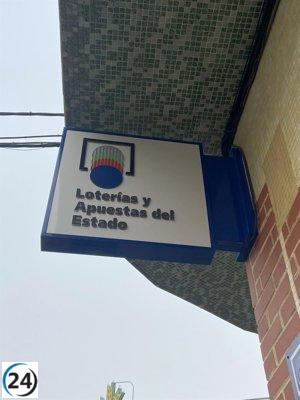 Loterías y
Apuestas del
Estado
24